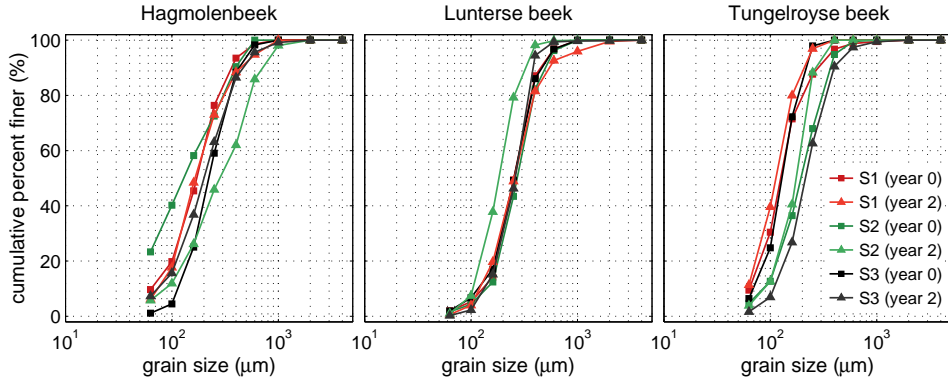 Hagmolenbeek
Lunterse beek
Tungelroyse beek
cumulative percent finer (%)
100
80
60
40
20
0
S1 (year 0)
S1 (year 2)
S2 (year 0)
S2 (year 2)
S3 (year 0)
S3 (year 2)
10¹ 10² 10³
10¹ 10² 10³
10¹ 10² 10³
grain size (μm)
grain size (μm)
grain size (μm)